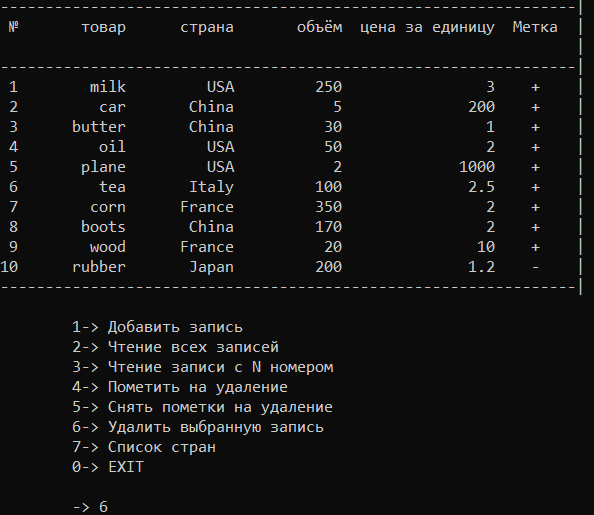 ----------------------------------------------------------------|
№ товар страна объём цена за единицу Метка |
|
----------------------------------------------------------------|
1 milk USA 250 3 + |
2 car China 5 200 + |
3 butter China 30 1 + |
4 oil USA 50 2 + |
5 plane USA 2 1000 + |
6 tea Italy 100 2.5 + |
7 corn France 350 2 + |
8 boots China 170 2 + |
9 wood France 20 10 + |
10 rubber Japan 200 1.2 - |
----------------------------------------------------------------|
1-> Добавить запись
2-> Чтение всех записей
3-> Чтение записи с N номером
4-> Пометить на удаление
5-> Снять пометки на удаление
6-> Удалить выбранную запись
7-> Список стран
0-> EXIT
-> 6